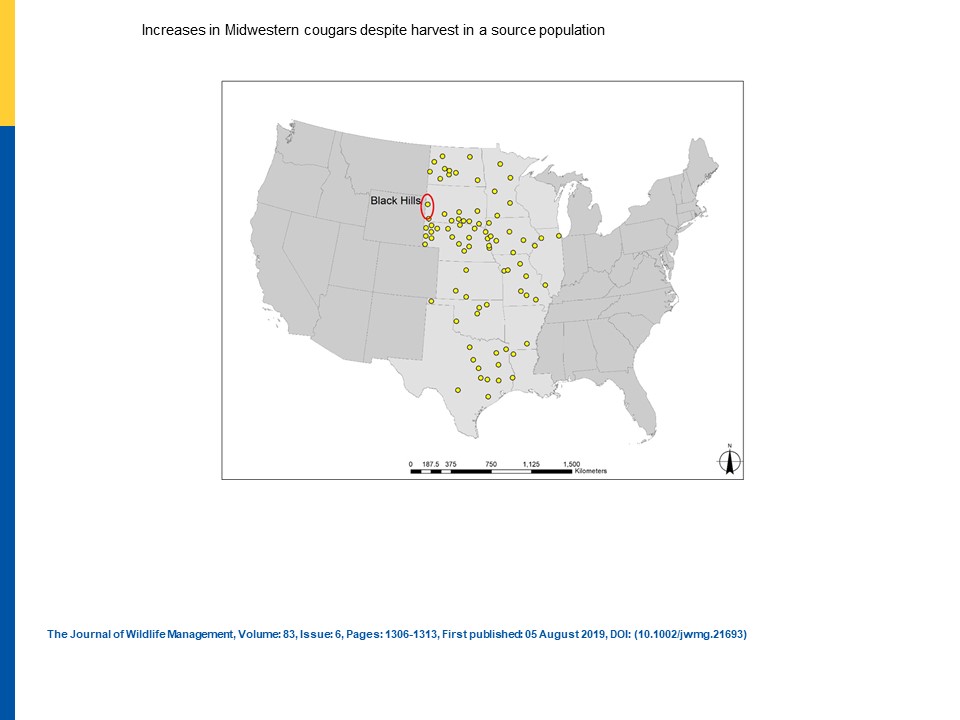 Increases in Midwestern cougars despite harvest in a source population
Black Hills
N
0 187.5 375 750 1,125 1,500
Kilometers
The Journal of Wildlife Management, Volume: 83, Issue: 6, Pages: 1306-1313, First published: 05 August 2019, DOI: (10.1002/jwmg.21693)